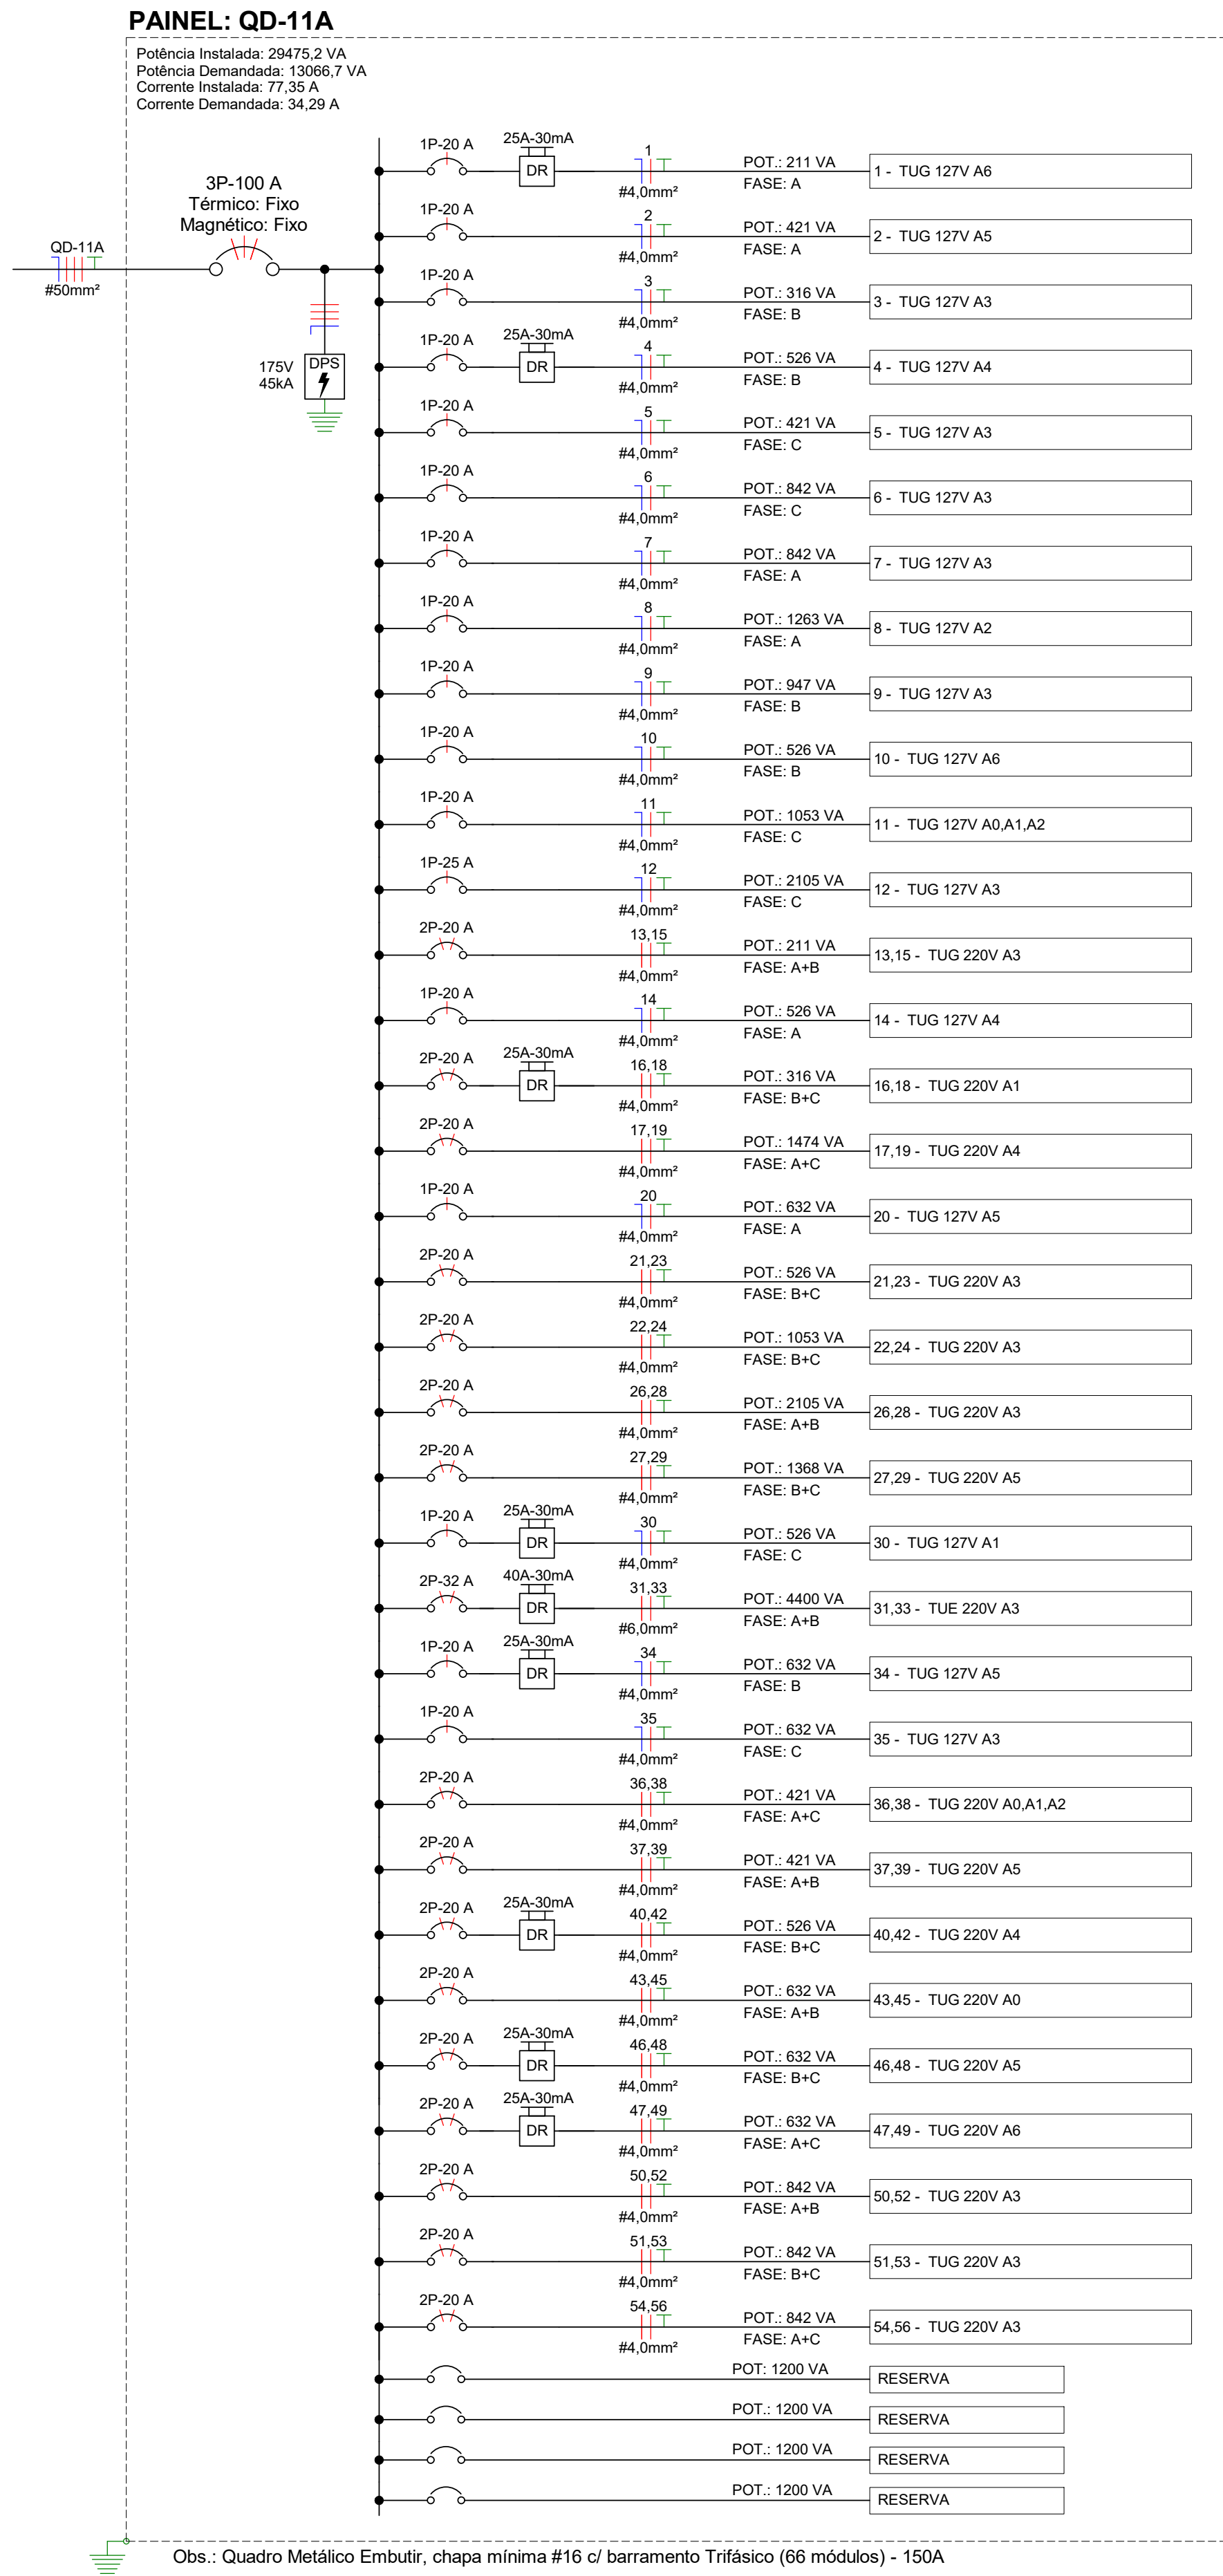 PAINEL: QD-11A
Potência Instalada: 29475,2 VA
Potência Demandada: 13066,7 VA
Corrente Instalada: 77,35 A
Corrente Demandada: 34,29 A
QD-11A
#50mm²
3P-100 A
Térmico: Fixo
Magnético: Fixo
175V
45kA
DPS
1P-20 A 25A-30mA DR 1 #4,0mm² POT.: 211 VA FASE: A 1 - TUG 127V A6
1P-20 A 2 #4,0mm² POT.: 421 VA FASE: A 2 - TUG 127V A5
1P-20 A 3 #4,0mm² POT.: 316 VA FASE: B 3 - TUG 127V A3
1P-20 A 25A-30mA DR 4 #4,0mm² POT.: 526 VA FASE: B 4 - TUG 127V A4
1P-20 A 5 #4,0mm² POT.: 421 VA FASE: C 5 - TUG 127V A3
1P-20 A 6 #4,0mm² POT.: 842 VA FASE: C 6 - TUG 127V A3
1P-20 A 7 #4,0mm² POT.: 842 VA FASE: A 7 - TUG 127V A3
1P-20 A 8 #4,0mm² POT.: 1263 VA FASE: A 8 - TUG 127V A2
1P-20 A 9 #4,0mm² POT.: 947 VA FASE: B 9 - TUG 127V A3
1P-20 A 10 #4,0mm² POT.: 526 VA FASE: B 10 - TUG 127V A6
1P-20 A 11 #4,0mm² POT.: 1053 VA FASE: C 11 - TUG 127V A0,A1,A2
1P-25 A 12 #4,0mm² POT.: 2105 VA FASE: C 12 - TUG 127V A3
2P-20 A 13,15 #4,0mm² POT.: 211 VA FASE: A+B 13,15 - TUG 220V A3
1P-20 A 14 #4,0mm² POT.: 526 VA FASE: A 14 - TUG 127V A4
2P-20 A 25A-30mA DR 16,18 #4,0mm² POT.: 316 VA FASE: B+C 16,18 - TUG 220V A1
2P-20 A 17,19 #4,0mm² POT.: 1474 VA FASE: A+C 17,19 - TUG 220V A4
1P-20 A 20 #4,0mm² POT.: 632 VA FASE: A 20 - TUG 127V A5
2P-20 A 21,23 #4,0mm² POT.: 526 VA FASE: B+C 21,23 - TUG 220V A3
2P-20 A 22,24 #4,0mm² POT.: 1053 VA FASE: B+C 22,24 - TUG 220V A3
2P-20 A 26,28 #4,0mm² POT.: 2105 VA FASE: A+B 26,28 - TUG 220V A3
2P-20 A 27,29 #4,0mm² POT.: 1368 VA FASE: B+C 27,29 - TUG 220V A5
1P-20 A 25A-30mA DR 30 #4,0mm² POT.: 526 VA FASE: C 30 - TUG 127V A1
2P-32 A 40A-30mA DR 31,33 #6,0mm² POT.: 4400 VA FASE: A+B 31,33 - TUE 220V A3
1P-20 A 25A-30mA DR 34 #4,0mm² POT.: 632 VA FASE: B 34 - TUG 127V A5
1P-20 A 35 #4,0mm² POT.: 632 VA FASE: C 35 - TUG 127V A3
2P-20 A 36,38 #4,0mm² POT.: 421 VA FASE: A+C 36,38 - TUG 220V A0,A1,A2
2P-20 A 37,39 #4,0mm² POT.: 421 VA FASE: A+B 37,39 - TUG 220V A5
2P-20 A 25A-30mA DR 40,42 #4,0mm² POT.: 526 VA FASE: B+C 40,42 - TUG 220V A4
2P-20 A 43,45 #4,0mm² POT.: 632 VA FASE: A+B 43,45 - TUG 220V A0
2P-20 A 25A-30mA DR 46,48 #4,0mm² POT.: 632 VA FASE: B+C 46,48 - TUG 220V A5
2P-20 A 25A-30mA DR 47,49 #4,0mm² POT.: 632 VA FASE: A+C 47,49 - TUG 220V A6
2P-20 A 50,52 #4,0mm² POT.: 842 VA FASE: A+B 50,52 - TUG 220V A3
2P-20 A 51,53 #4,0mm² POT.: 842 VA FASE: B+C 51,53 - TUG 220V A3
2P-20 A 54,56 #4,0mm² POT.: 842 VA FASE: A+C 54,56 - TUG 220V A3
POT: 1200 VA RESERVA
POT.: 1200 VA RESERVA
POT.: 1200 VA RESERVA
POT.: 1200 VA RESERVA
Obs.: Quadro Metálico Embutir, chapa mínima #16 c/ barramento Trifásico (66 módulos) - 150A